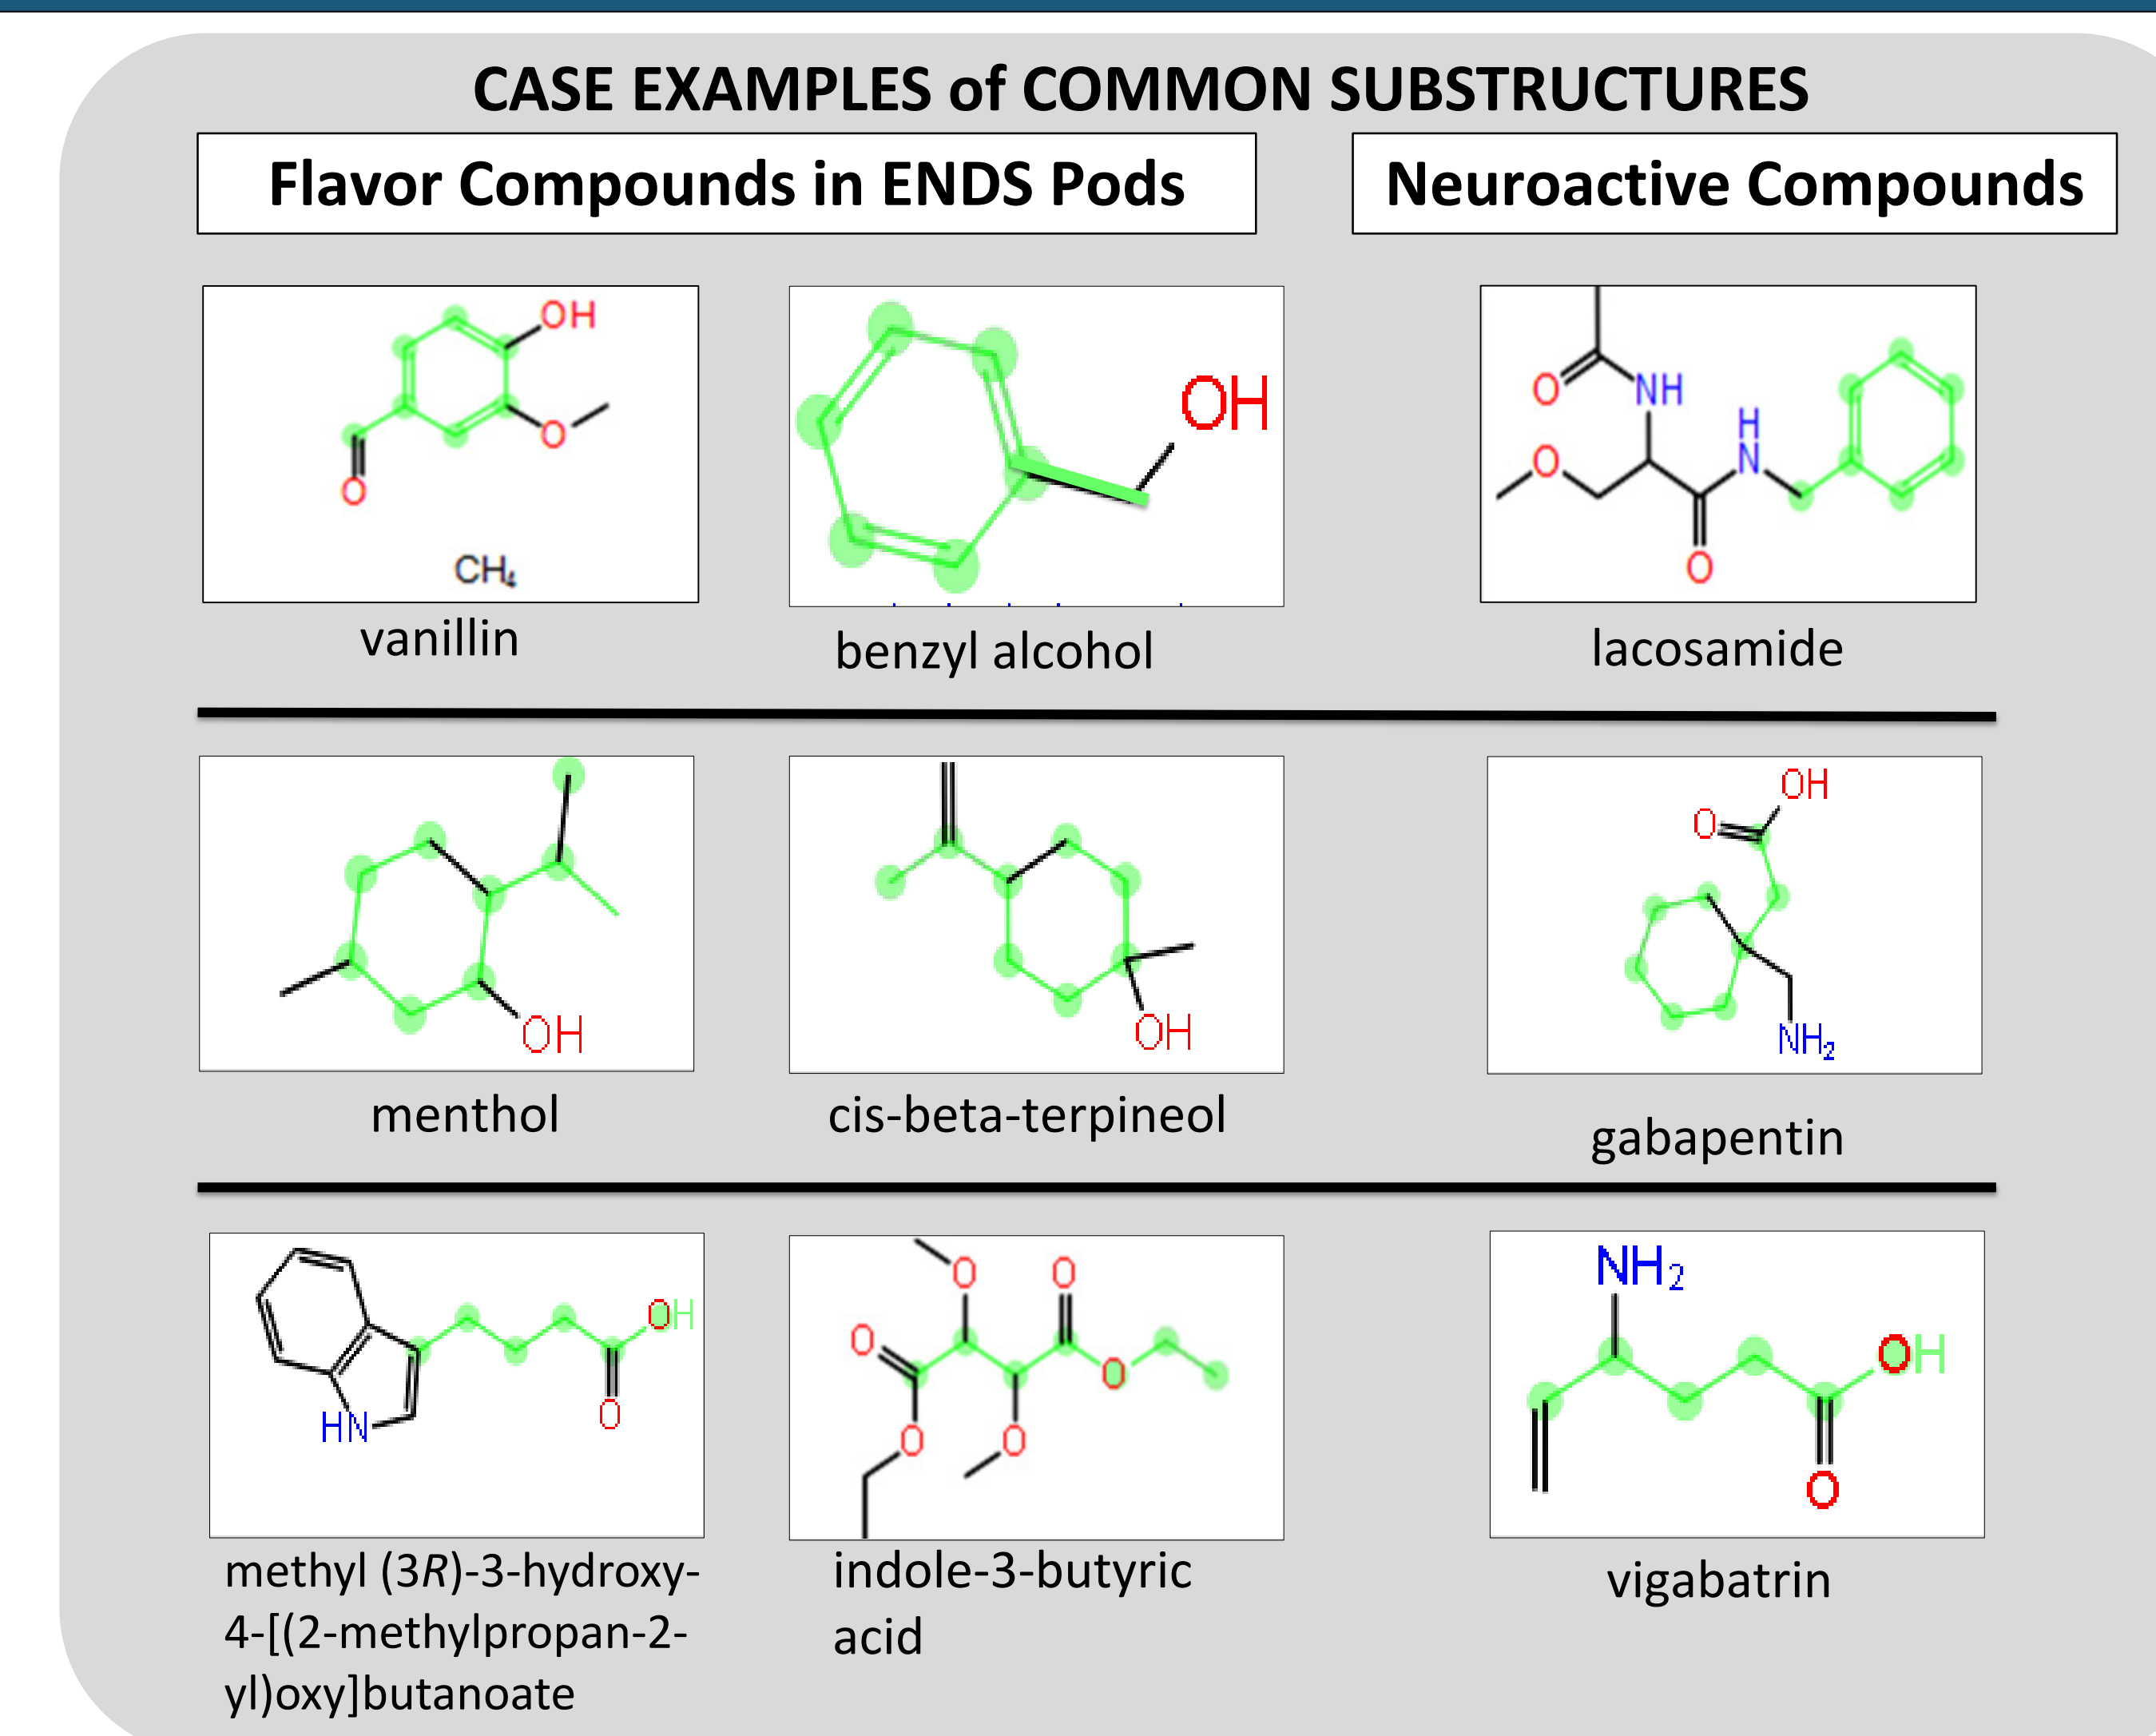 CASE EXAMPLES of COMMON SUBSTRUCTURES
Flavor Compounds in ENDS Pods
Neuroactive Compounds
OH
O
O
CH4
vanillin
OH
benzyl alcohol
O
NH
H
N
O
O
lacosamide
OH
menthol
OH
cis-beta-terpineol
OH
O
NH2
gabapentin
OH
HN
O
methyl (3R)-3-hydroxy-
4-[(2-methylpropan-2-
yl)oxy]butanoate
O
O
O
O
O
O
indole-3-butyric
acid
NH2
OH
O
vigabatrin